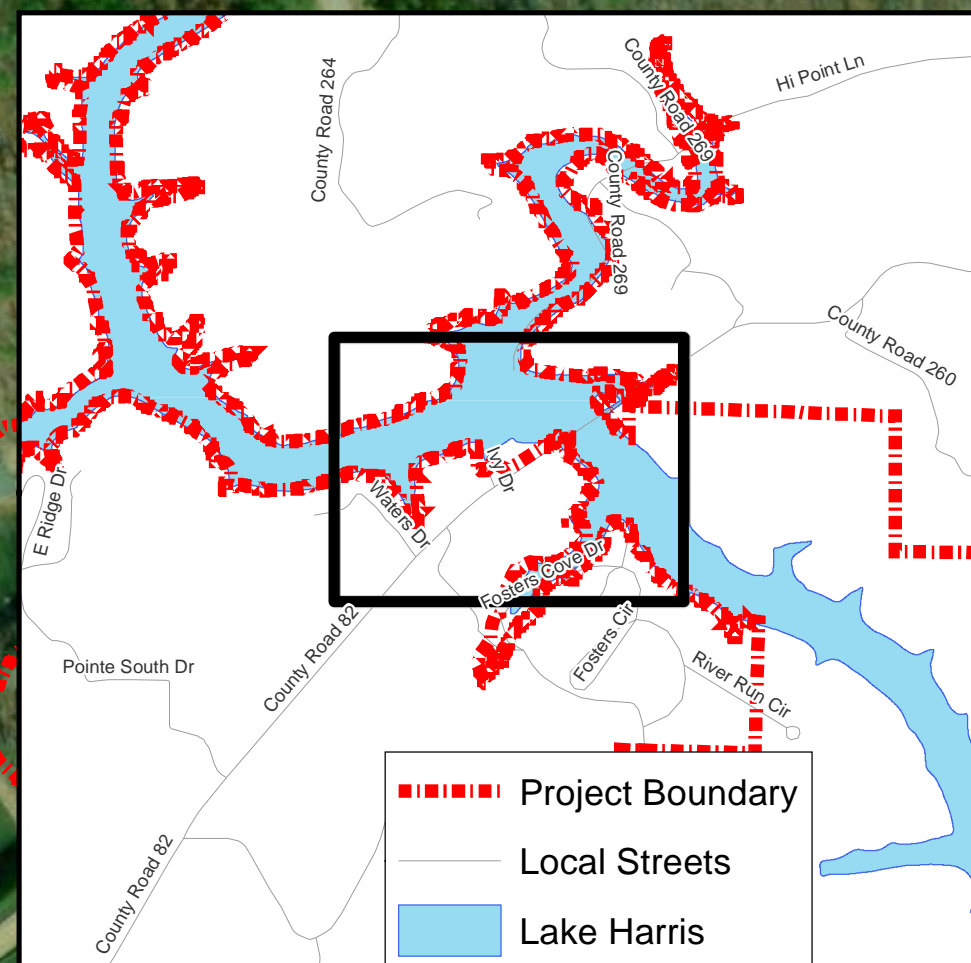 County Road 264
County Road 269
Hi Point Ln
County Road 269
County Road 260
E Ridge Dr
Ivy Dr
Waters Dr
Fosters Cove Dr
Fosters Cir
County Road 82
Pointe South Dr
River Run Cir
County Road 82
Project Boundary
Local Streets
Lake Harris